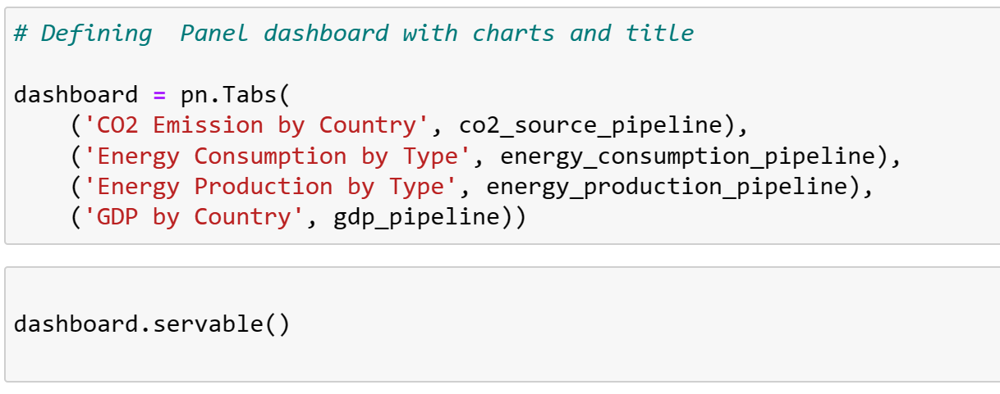 # Defining  Panel dashboard with charts and title
dashboard = pn.Tabs(
    ('CO2 Emission by Country', co2_source_pipeline),
    ('Energy Consumption by Type', energy_consumption_pipeline),
    ('Energy Production by Type', energy_production_pipeline),
    ('GDP by Country', gdp_pipeline))
dashboard.servable()